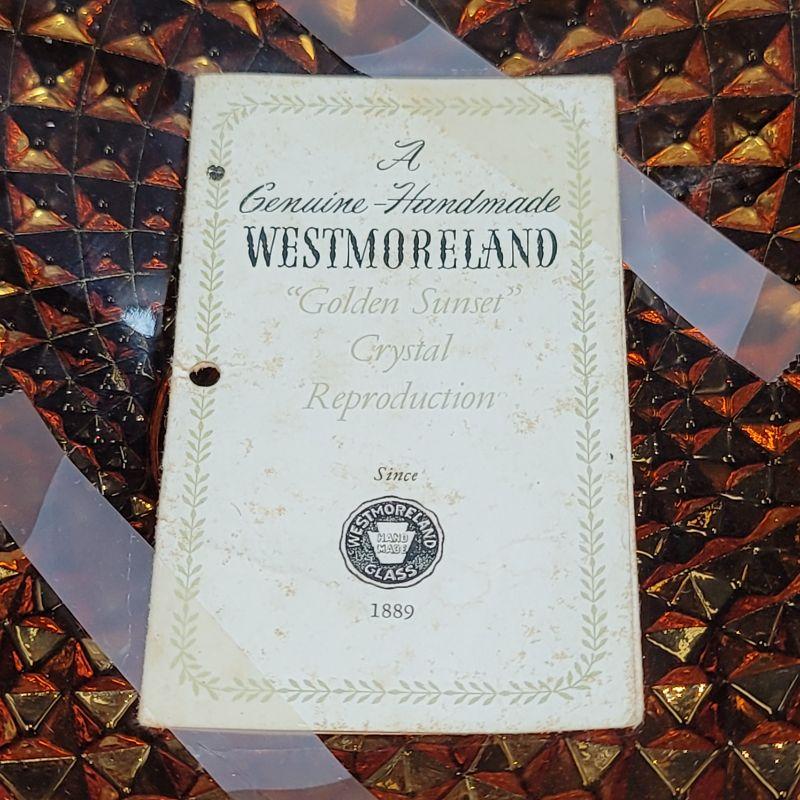 A
Genuine-Handmade
WESTMORELAND
"Golden Sunset"
Crystal
Reproduction
Since
WESTMORELAND
HAND
MADE
GLASS
1889